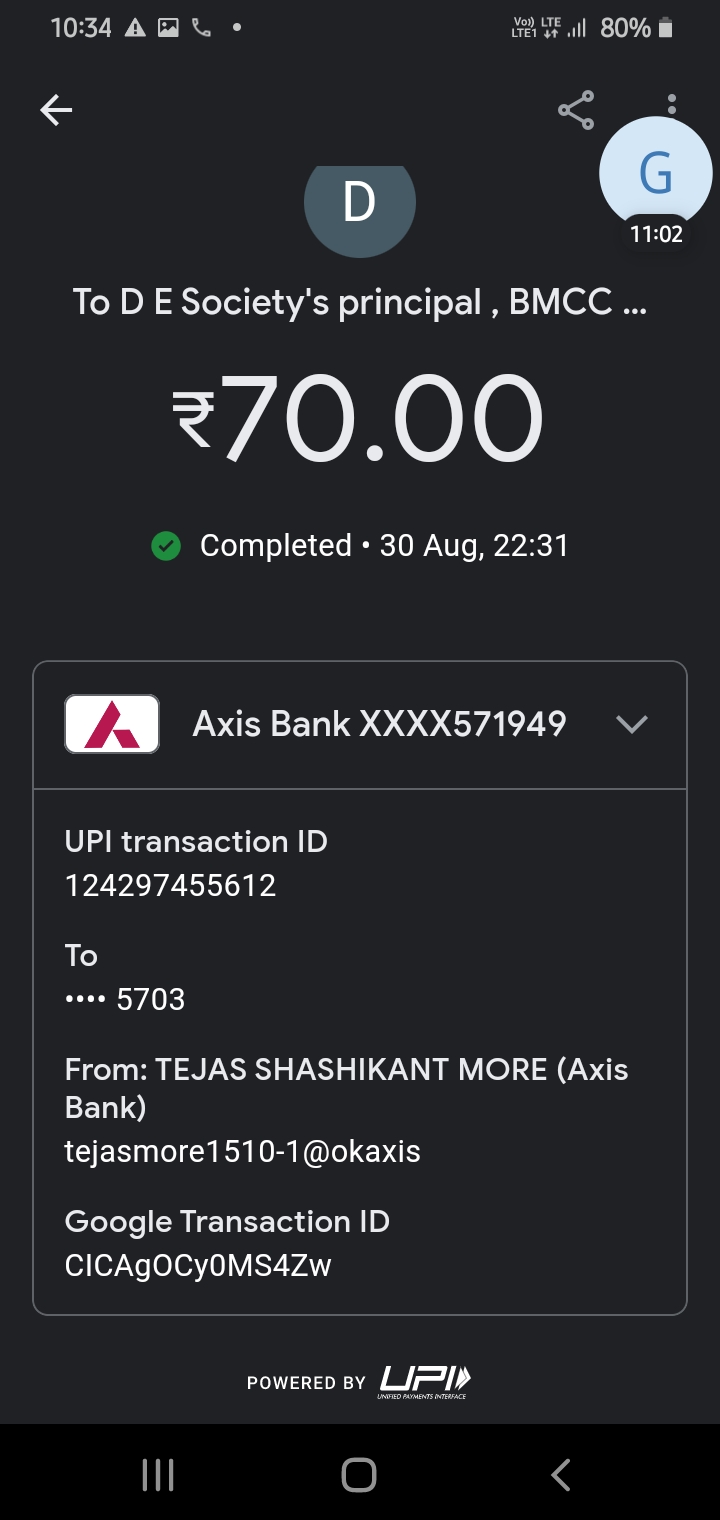 10:34 Vo)) LTE1 LTE 80%
G
11:02
D
To D E Society's principal , BMCC ...
₹70.00
Completed • 30 Aug, 22:31
Axis Bank XXXX571949
UPI transaction ID
124297455612
To
•••• 5703
From: TEJAS SHASHIKANT MORE (Axis
Bank)
tejasmore1510-1@okaxis
Google Transaction ID
CICAgOCy0MS4Zw
POWERED BY UPI
UNIFIED PAYMENTS INTERFACE